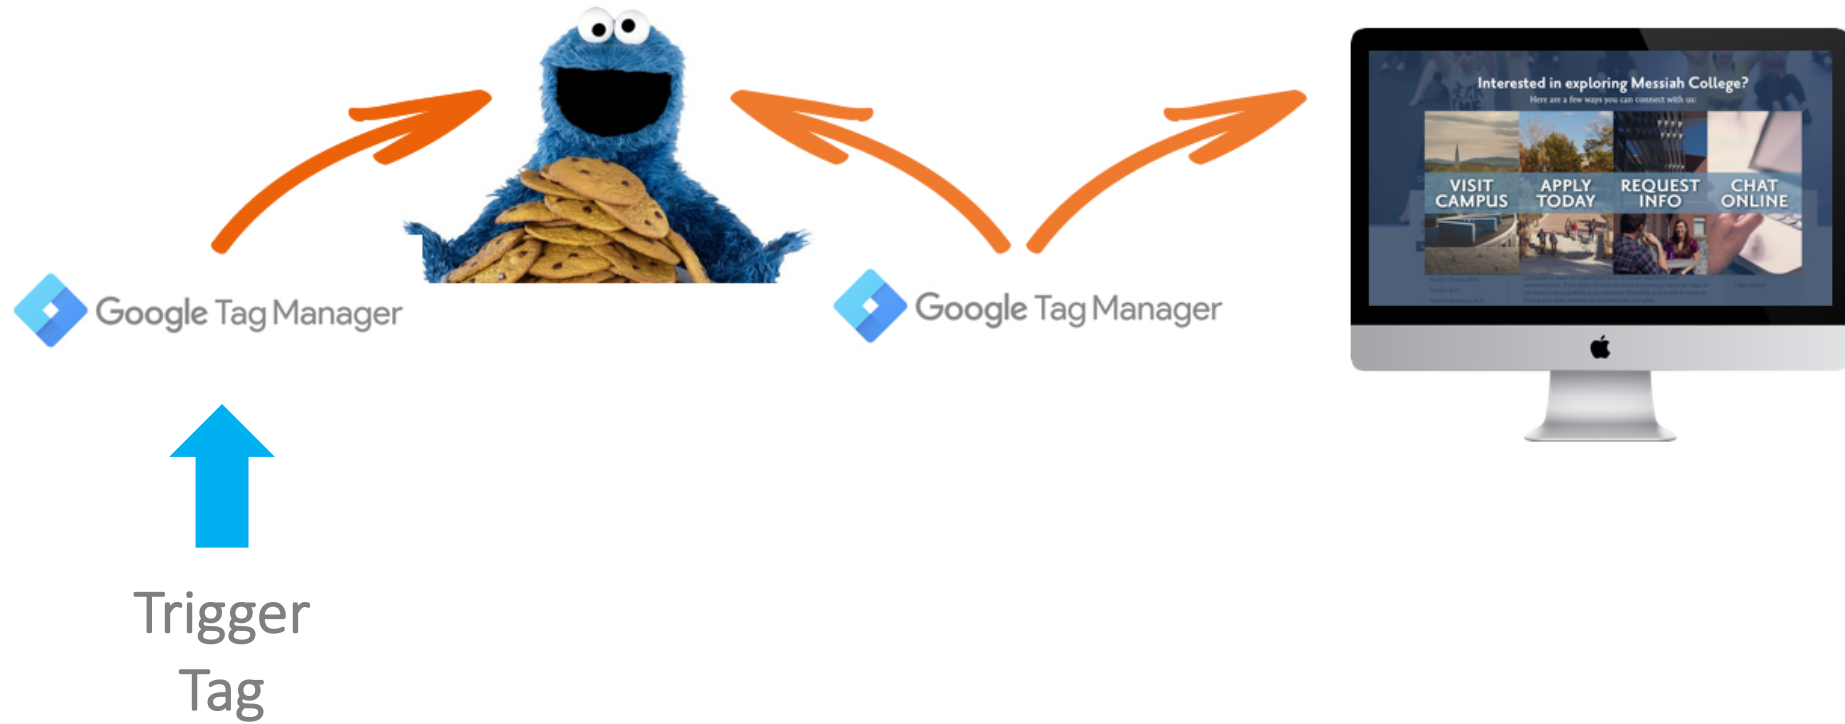 Interested in exploring Messiah College?
Here are a few ways you can connect with us:
VISIT
CAMPUS
APPLY
TODAY
REQUEST
INFO
CHAT
ONLINE
Google Tag Manager
Google Tag Manager
Trigger
Tag